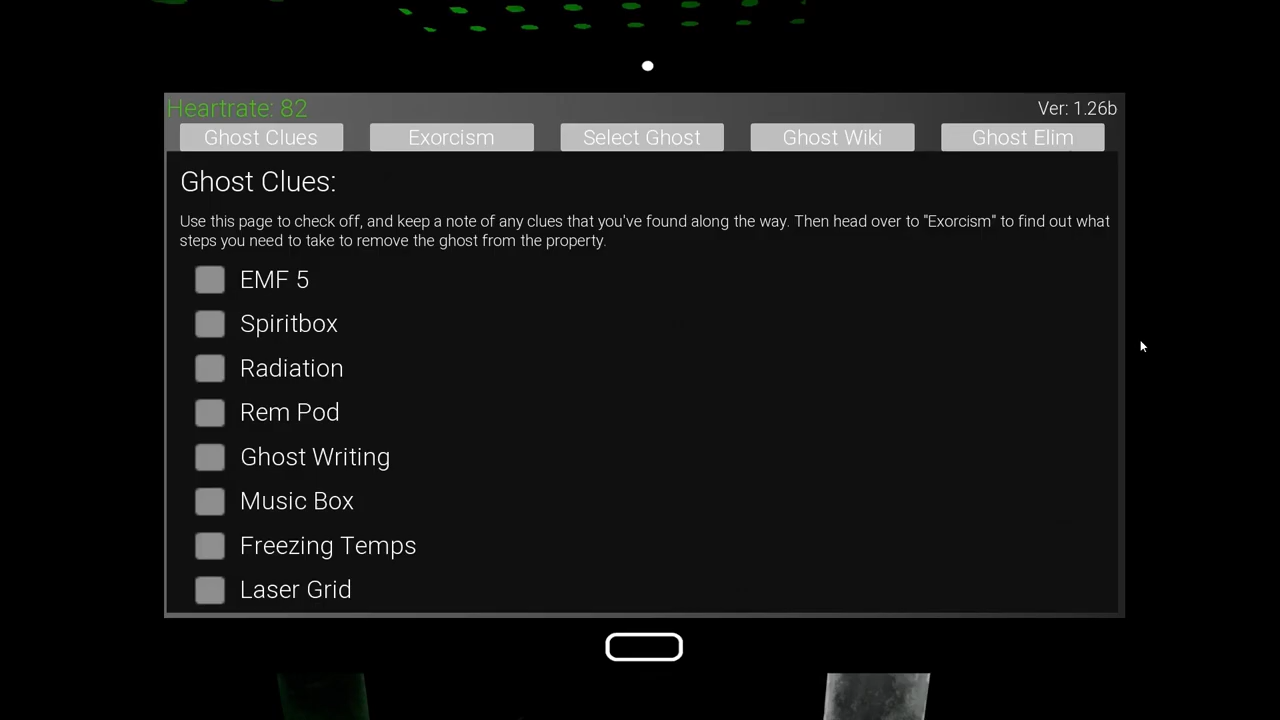 Heartrate: 82
Ver: 1.26b
Ghost Clues
Exorcism
Select Ghost
Ghost Wiki
Ghost Elim
Ghost Clues:
Use this page to check off, and keep a note of any clues that you've found along the way. Then head over to "Exorcism" to find out what
steps you need to take to remove the ghost from the property.
EMF 5
Spiritbox
Radiation
Rem Pod
Ghost Writing
Music Box
Freezing Temps
Laser Grid